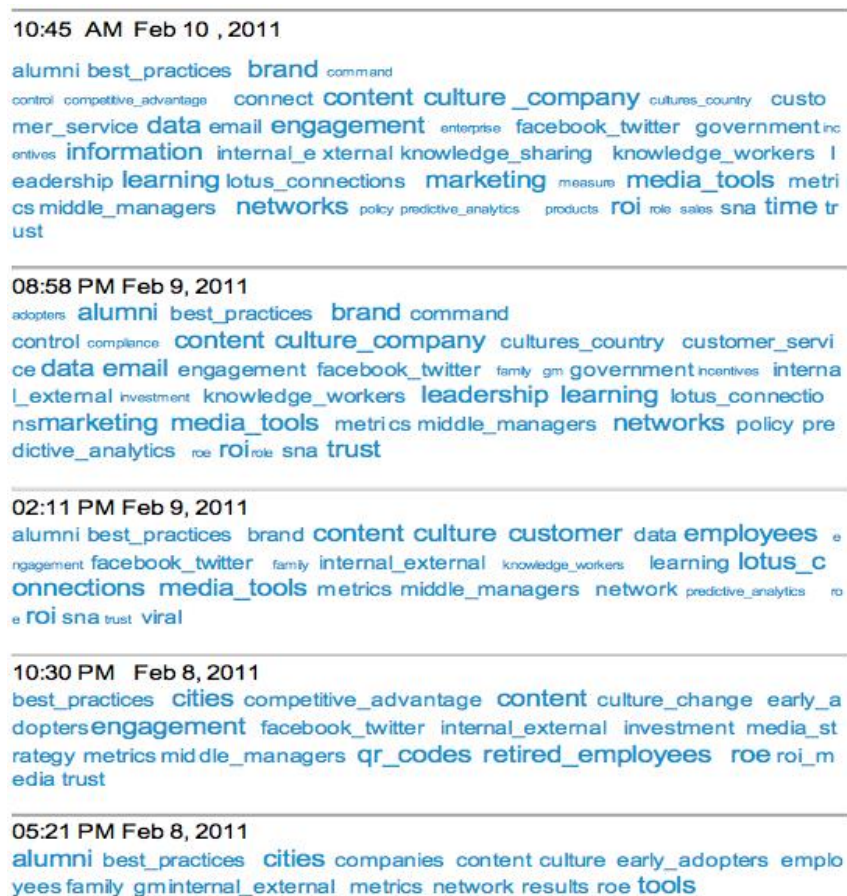 10:45 AM Feb 10 , 2011
alumni best_practices brand command
control competitive_advantage connect content culture _company cultures_country custo
mer_service data email engagement enterprise facebook_twitter government inc
entives information internal_e xternal knowledge_sharing knowledge_workers l
eadership learning lotus_connections marketing measure media_tools metri
cs middle_managers networks policy predictive_analytics products roi role sales sna time tr
ust
08:58 PM Feb 9, 2011
adopters alumni best_practices brand command
control compliance content culture_company cultures_country customer_servi
ce data email engagement facebook_twitter family gm government incentives interna
l_external investment knowledge_workers leadership learning lotus_connectio
nsmarketing media_tools metrics middle_managers networks policy pre
dictive_analytics roe roi role sna trust
02:11 PM Feb 9, 2011
alumni best_practices brand content culture customer data employees e
ngagement facebook_twitter family internal_external knowledge_workers learning lotus_c
onnections media_tools metrics middle_managers network predictive_analytics ro
e roi sna trust viral
10:30 PM Feb 8, 2011
best_practices cities competitive_advantage content culture_change early_a
dopters engagement facebook_twitter internal_external investment media_st
rategy metrics mid dle_managers qr_codes retired_employees roe roi_m
edia trust
05:21 PM Feb 8, 2011
alumni best_practices cities companies content culture early_adopters emplo
yees family gm internal_external metrics network results roe tools